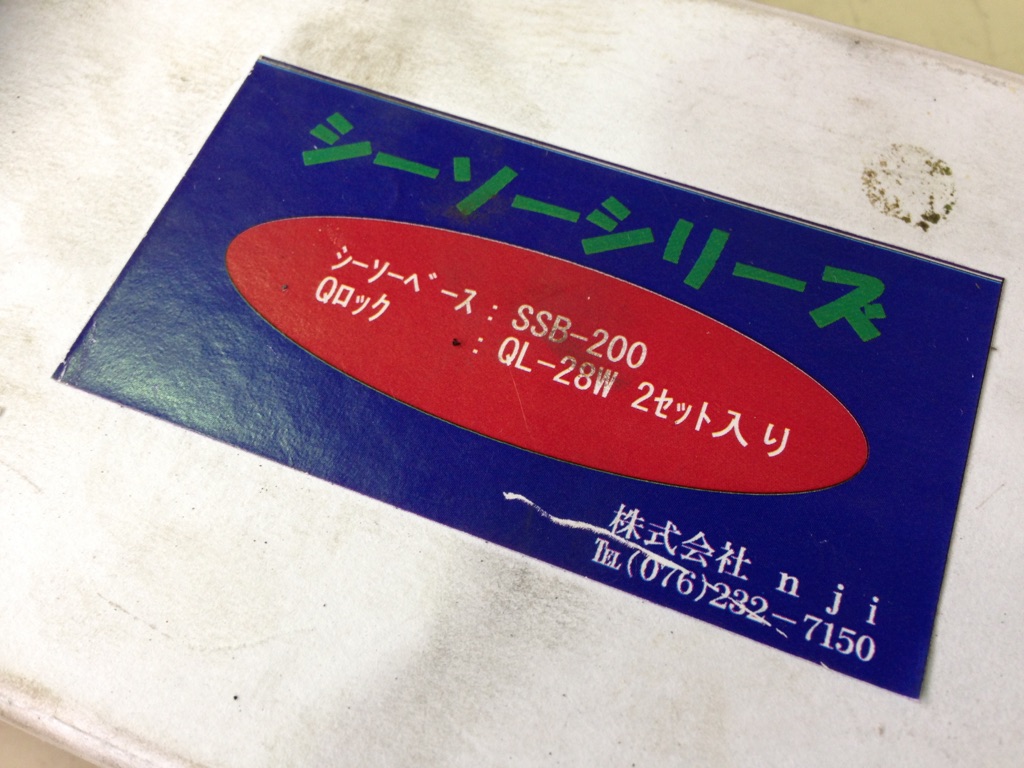 シーソーシリーズ
ｼｰソーﾍﾞｰス : SSB-200
Qﾛｯｸ : QL-28W 2ｾｯﾄ入り
株式会社 n j i
TEL(076)232-7150